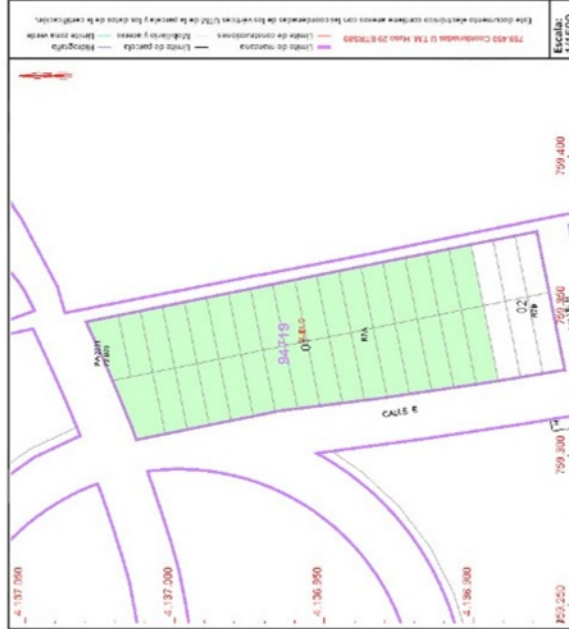 Este documento electrónico contiene anexos con las coordenadas de los vértices UTM de la parcela y los datos de la certificación.
759.450 Coordenadas U.T.M. Huso 29 ETRS89
Límite de manzana
Límite de parcela
Límite de construcciones
Mobiliario y aceras
Límite zona verde
Hidrografía
Escala:
4.137.050
4.137.000
4.136.950
4.136.900
759.400
759.350
759.300
759.250
94719
SUELO
01
02
CALLE E